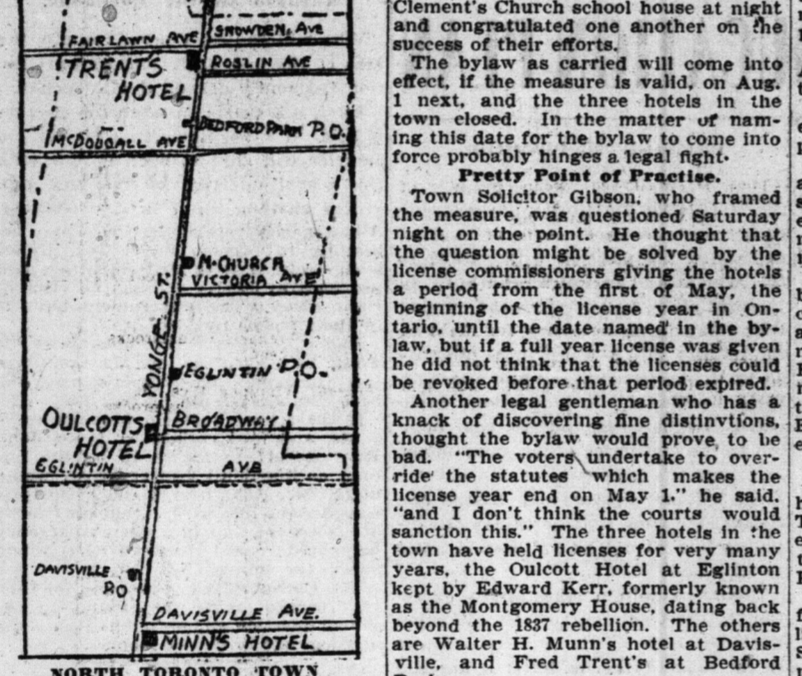 FAIRLAWN AVE
SNOWDEN AVE
TRENT'S
HOTEL
ROSLIN AVE
BEDFORD PARK P.O.
McDOUGALL AVE
M. CHURCH
VICTORIA AVE
YONGE ST.
EGLINTIN P.O.
OULCOTTS
HOTEL
BROADWAY
EGLINTIN AVE
DAVISVILLE
P.O
DAVISVILLE AVE.
MINN'S HOTEL
NORTH TORONTO TOWN
Clement's Church school house at night
and congratulated one another on the
success of their efforts.
The bylaw as carried will come into
effect, if the measure is valid, on Aug.
1 next, and the three hotels in the
town closed. In the matter of nam-
ing this date for the bylaw to come into
force probably hinges a legal fight.
Pretty Point of Practise.
Town Solicitor Gibson, who framed
the measure, was questioned Saturday
night on the point. He thought that
the question might be solved by the
license commissioners giving the hotels
a period from the first of May, the
beginning of the license year in On-
tario, until the date named in the by-
law, but if a full year license was given
he did not think that the licenses could
be revoked before that period expired.
Another legal gentleman who has a
knack of discovering fine distinvtions,
thought the bylaw would prove to be
bad. "The voters undertake to over-
ride the statutes which makes the
license year end on May 1." he said,
"and I don't think the courts would
sanction this." The three hotels in the
town have held licenses for very many
years, the Oulcott Hotel at Eglinton
kept by Edward Kerr, formerly known
as the Montgomery House, dating back
beyond the 1837 rebellion. The others
are Walter H. Munn's hotel at Davis-
ville, and Fred Trent's at Bedford